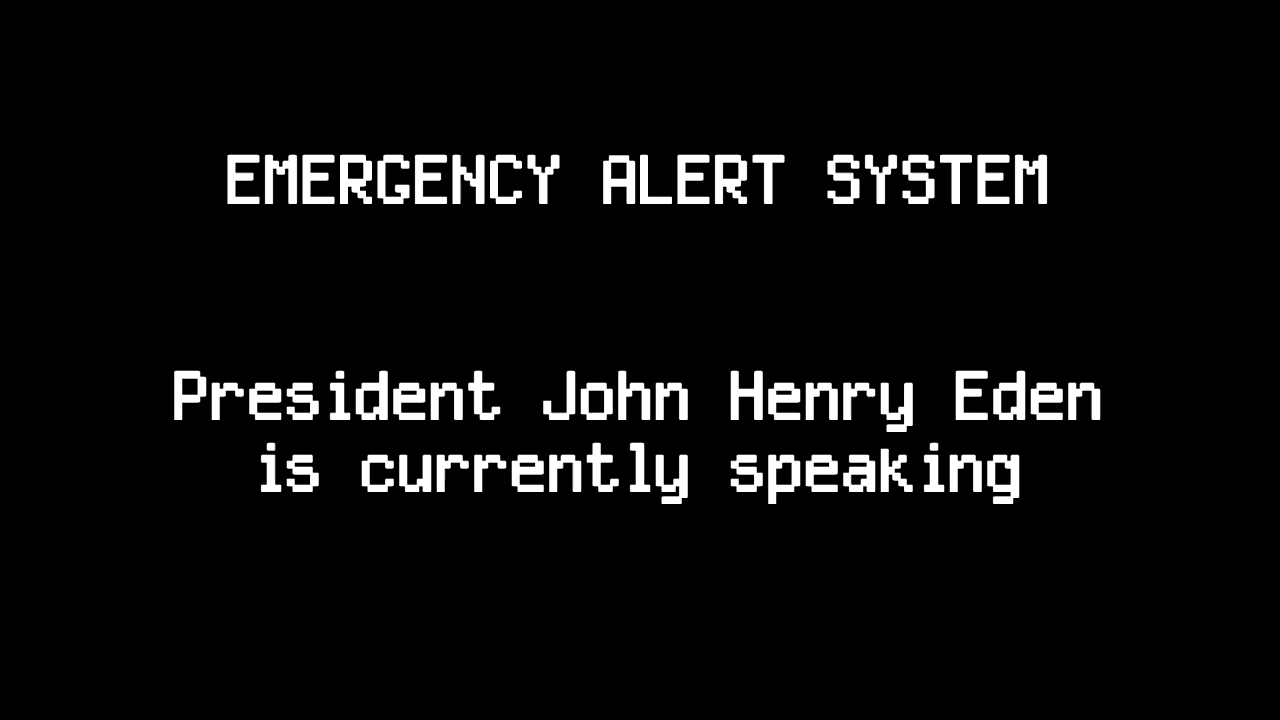 EMERGENCY ALERT SYSTEM
President John Henry Eden
is currently speaking